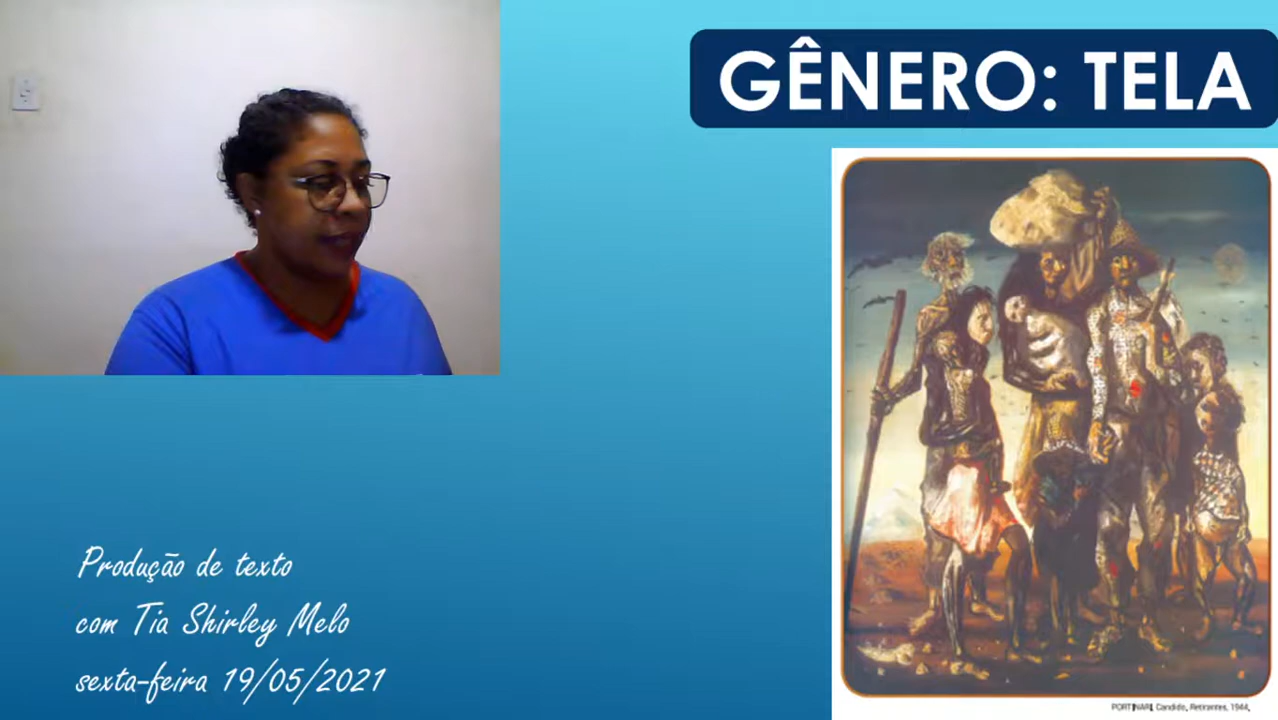 GÊNERO: TELA
Produção de texto
com Tia Shirley Melo
sexta-feira 19/05/2021
PORTINARI, Candido, Retirantes, 1944,